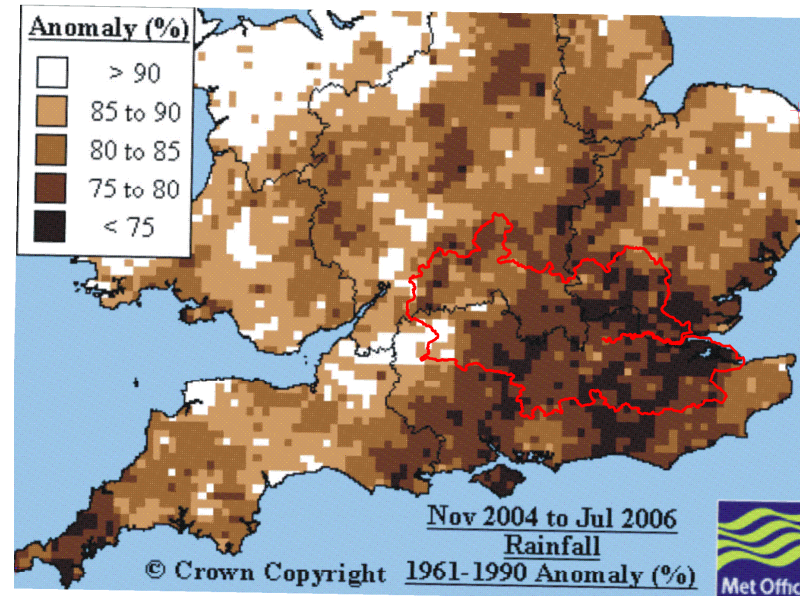 Anomaly (%)
> 90
85 to 90
80 to 85
75 to 80
< 75
Nov 2004 to Jul 2006
Rainfall
© Crown Copyright 1961-1990 Anomaly (%)
Met Offic